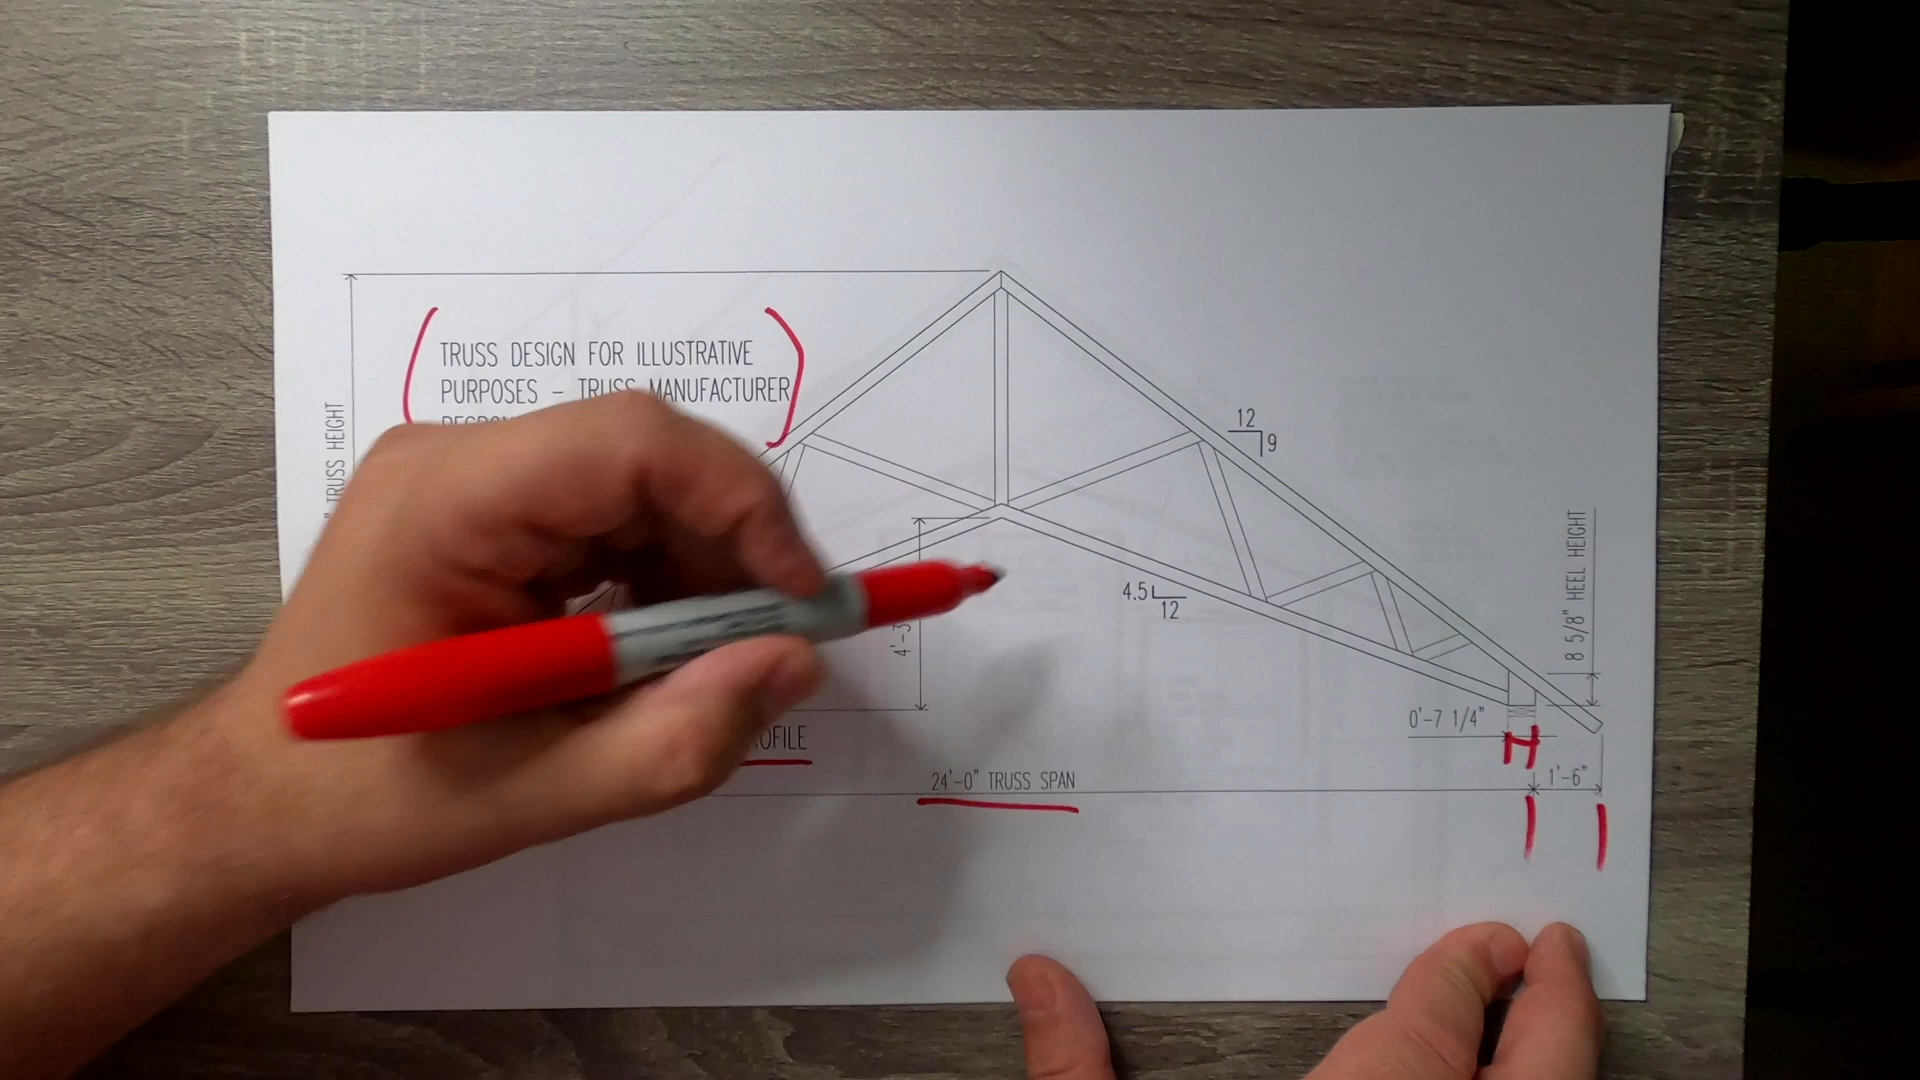 TRUSS DESIGN FOR ILLUSTRATIVE
PURPOSES – TRUSS MANUFACTURER
12
9
TRUSS HEIGHT
8 5/8" HEEL HEIGHT
4.5
12
0'-7 1/4"
24'-0" TRUSS SPAN
1'-6"